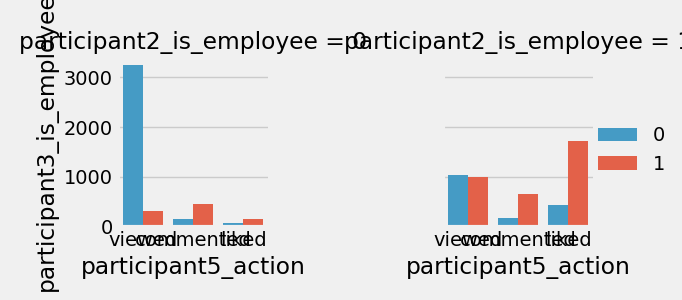 participant2_is_employee = 0
participant2_is_employee = 1
participant3_is_employee
3000
2000
1000
0
viewed commented liked
viewed commented liked
participant5_action
participant5_action
0
1